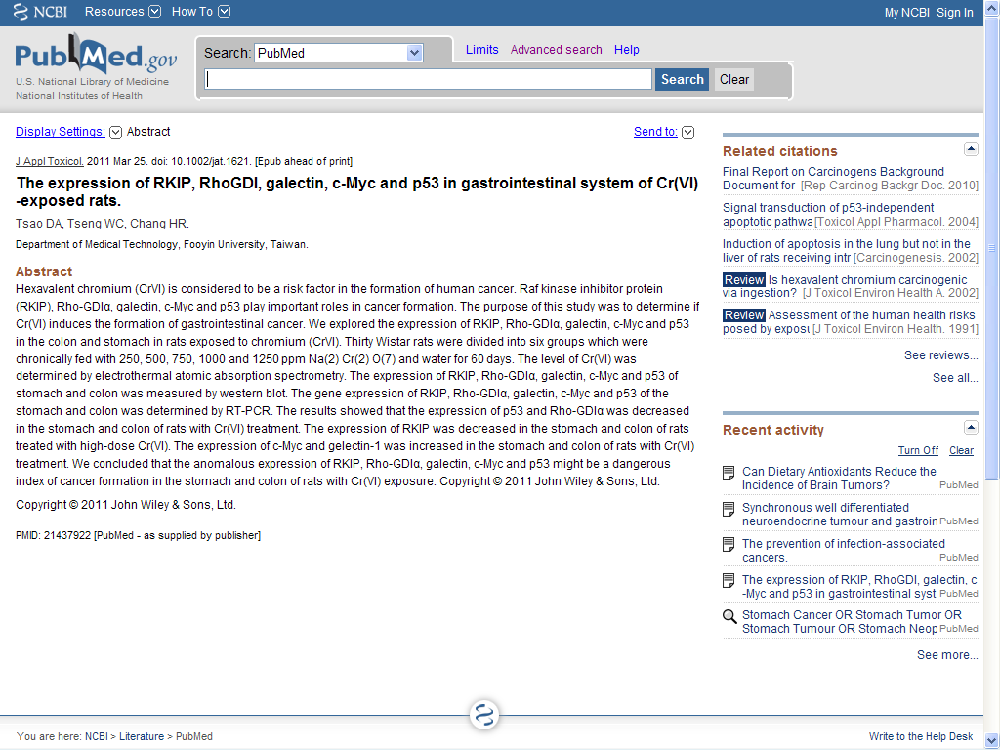 NCBI Resources How To My NCBI Sign In
PubMed.gov
U.S. National Library of Medicine
National Institutes of Health
Search: PubMed Limits Advanced search Help
Search Clear
Display Settings: Abstract Send to:
J Appl Toxicol. 2011 Mar 25. doi: 10.1002/jat.1621. [Epub ahead of print]
The expression of RKIP, RhoGDI, galectin, c-Myc and p53 in gastrointestinal system of Cr(VI)
-exposed rats.
Tsao DA, Tseng WC, Chang HR.
Department of Medical Technology, Fooyin University, Taiwan.
Abstract
Hexavalent chromium (CrVI) is considered to be a risk factor in the formation of human cancer. Raf kinase inhibitor protein
(RKIP), Rho-GDIα, galectin, c-Myc and p53 play important roles in cancer formation. The purpose of this study was to determine if
Cr(VI) induces the formation of gastrointestinal cancer. We explored the expression of RKIP, Rho-GDIα, galectin, c-Myc and p53
in the colon and stomach in rats exposed to chromium (CrVI). Thirty Wistar rats were divided into six groups which were
chronically fed with 250, 500, 750, 1000 and 1250 ppm Na(2) Cr(2) O(7) and water for 60 days. The level of Cr(VI) was
determined by electrothermal atomic absorption spectrometry. The expression of RKIP, Rho-GDIα, galectin, c-Myc and p53 of
stomach and colon was measured by western blot. The gene expression of RKIP, Rho-GDIα, galectin, c-Myc and p53 of the
stomach and colon was determined by RT-PCR. The results showed that the expression of p53 and Rho-GDIα was decreased
in the stomach and colon of rats with Cr(VI) treatment. The expression of RKIP was decreased in the stomach and colon of rats
treated with high-dose Cr(VI). The expression of c-Myc and gelectin-1 was increased in the stomach and colon of rats with Cr(VI)
treatment. We concluded that the anomalous expression of RKIP, Rho-GDIα, galectin, c-Myc and p53 might be a dangerous
index of cancer formation in the stomach and colon of rats with Cr(VI) exposure. Copyright © 2011 John Wiley & Sons, Ltd.
Copyright © 2011 John Wiley & Sons, Ltd.
PMID: 21437922 [PubMed - as supplied by publisher]
Related citations
Final Report on Carcinogens Background
Document for [Rep Carcinog Backgr Doc. 2010]
Signal transduction of p53-independent
apoptotic pathwa [Toxicol Appl Pharmacol. 2004]
Induction of apoptosis in the lung but not in the
liver of rats receiving intr [Carcinogenesis. 2002]
Review Is hexavalent chromium carcinogenic
via ingestion? [J Toxicol Environ Health A. 2002]
Review Assessment of the human health risks
posed by exposu [J Toxicol Environ Health. 1991]
See reviews...
See all...
Recent activity
Turn Off Clear
Can Dietary Antioxidants Reduce the
Incidence of Brain Tumors? PubMed
Synchronous well differentiated
neuroendocrine tumour and gastroin PubMed
The prevention of infection-associated
cancers. PubMed
The expression of RKIP, RhoGDI, galectin, c
-Myc and p53 in gastrointestinal syst PubMed
Stomach Cancer OR Stomach Tumor OR
Stomach Tumour OR Stomach Neop PubMed
See more...
You are here: NCBI > Literature > PubMed Write to the Help Desk